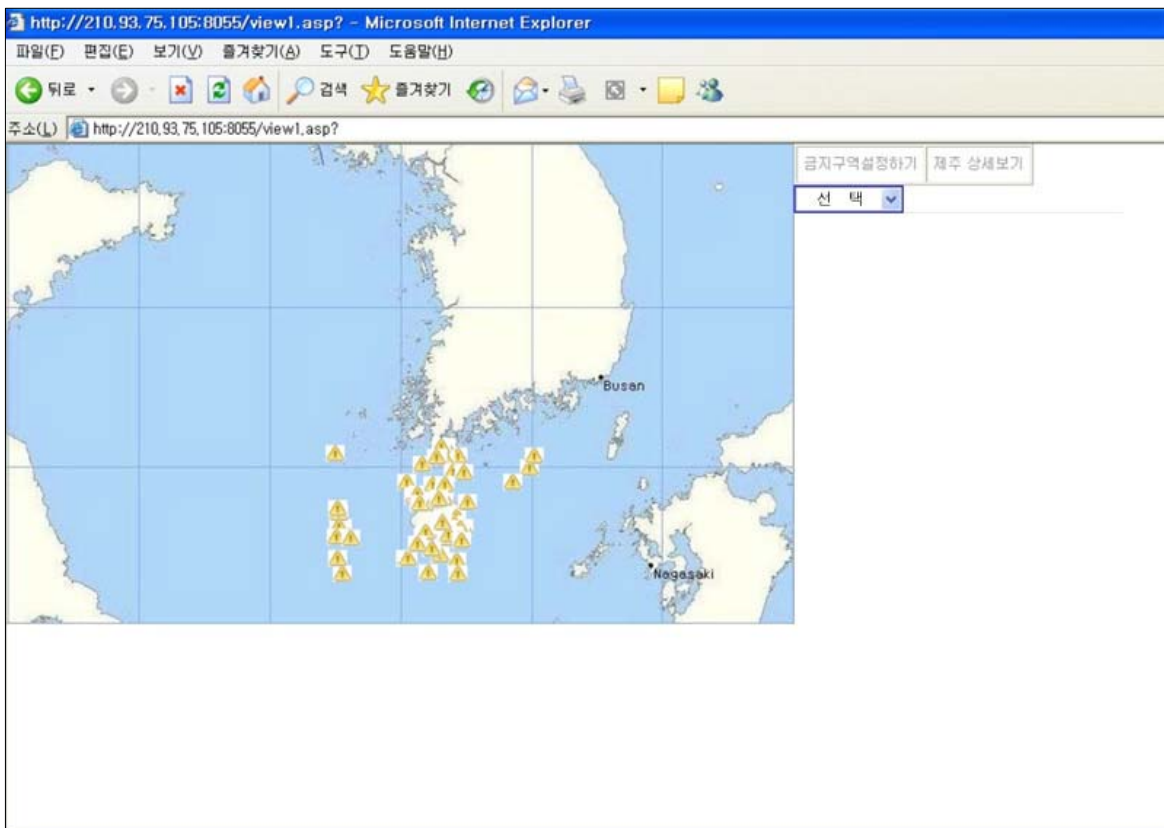 http://210,93,75,105:8055/view1,asp? - Microsoft Internet Explorer
파일(F) 편집(E) 보기(V) 즐겨찾기(A) 도구(T) 도움말(H)
뒤로 검색 즐겨찾기
주소(L) http://210,93,75,105:8055/view1,asp?
금지구역설정하기 제주 상세보기
선 택
Busan
Nagasaki